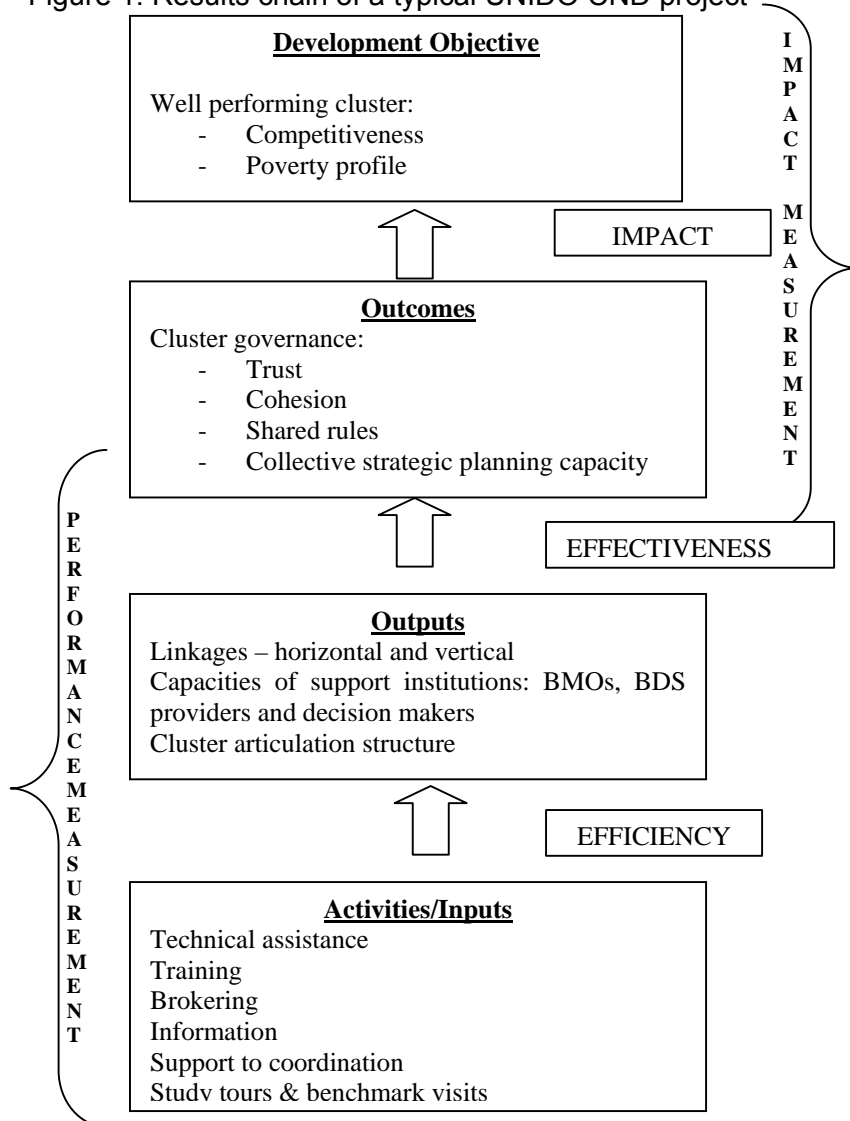 Figure 1: Results chain of a typical UNIDO CND project
Development Objective
Well performing cluster:
- Competitiveness
- Poverty profile
IMPACT
IMPACT MEASUREMENT
Outcomes
Cluster governance:
- Trust
- Cohesion
- Shared rules
- Collective strategic planning capacity
EFFECTIVENESS
PERFORMANCE MEASUREMENT
Outputs
Linkages – horizontal and vertical
Capacities of support institutions: BMOs, BDS
providers and decision makers
Cluster articulation structure
EFFICIENCY
Activities/Inputs
Technical assistance
Training
Brokering
Information
Support to coordination
Study tours & benchmark visits